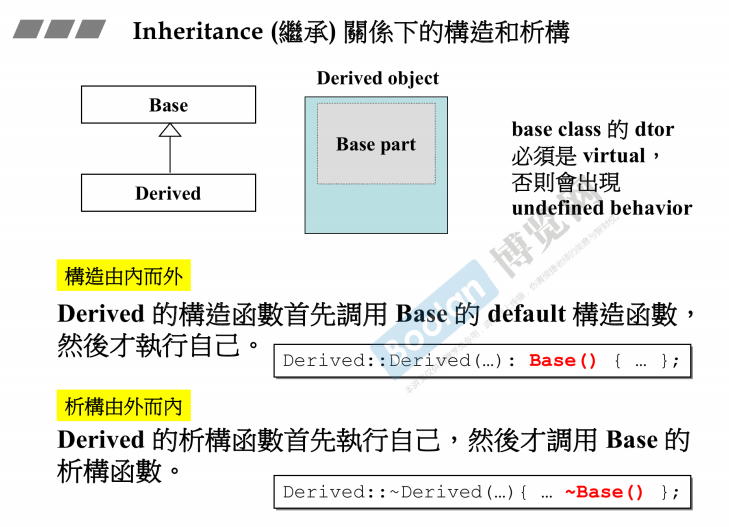 Inheritance (繼承) 關係下的構造和析構
Base
Derived
Derived object
Base part
base class 的 dtor
必須是 virtual，
否則會出現
undefined behavior
構造由內而外
Derived 的構造函數首先調用 Base 的 default 構造函數，
然後才執行自己。
Derived::Derived(…): Base() { … };
析構由外而內
Derived 的析構函數首先執行自己，然後才調用 Base 的
析構函數。
Derived::~Derived(…){ … ~Base() };
Boolan
博览网